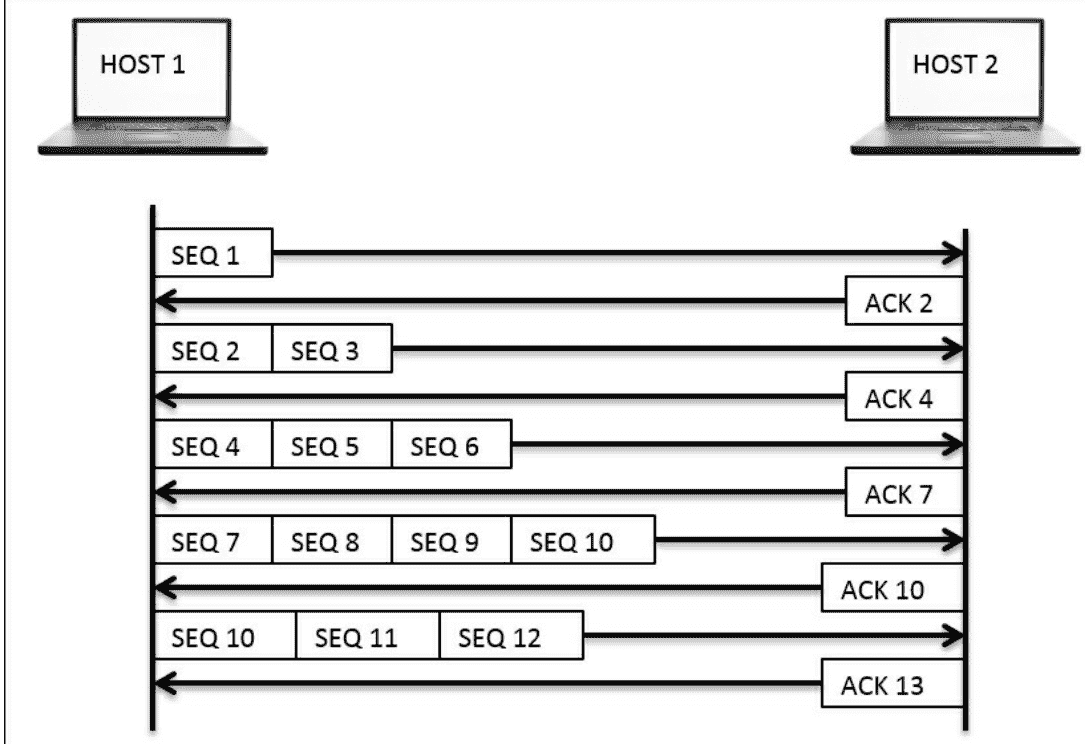 HOST 1
HOST 2
SEQ 1
ACK 2
SEQ 2 SEQ 3
ACK 4
SEQ 4 SEQ 5 SEQ 6
ACK 7
SEQ 7 SEQ 8 SEQ 9 SEQ 10
ACK 10
SEQ 10 SEQ 11 SEQ 12
ACK 13